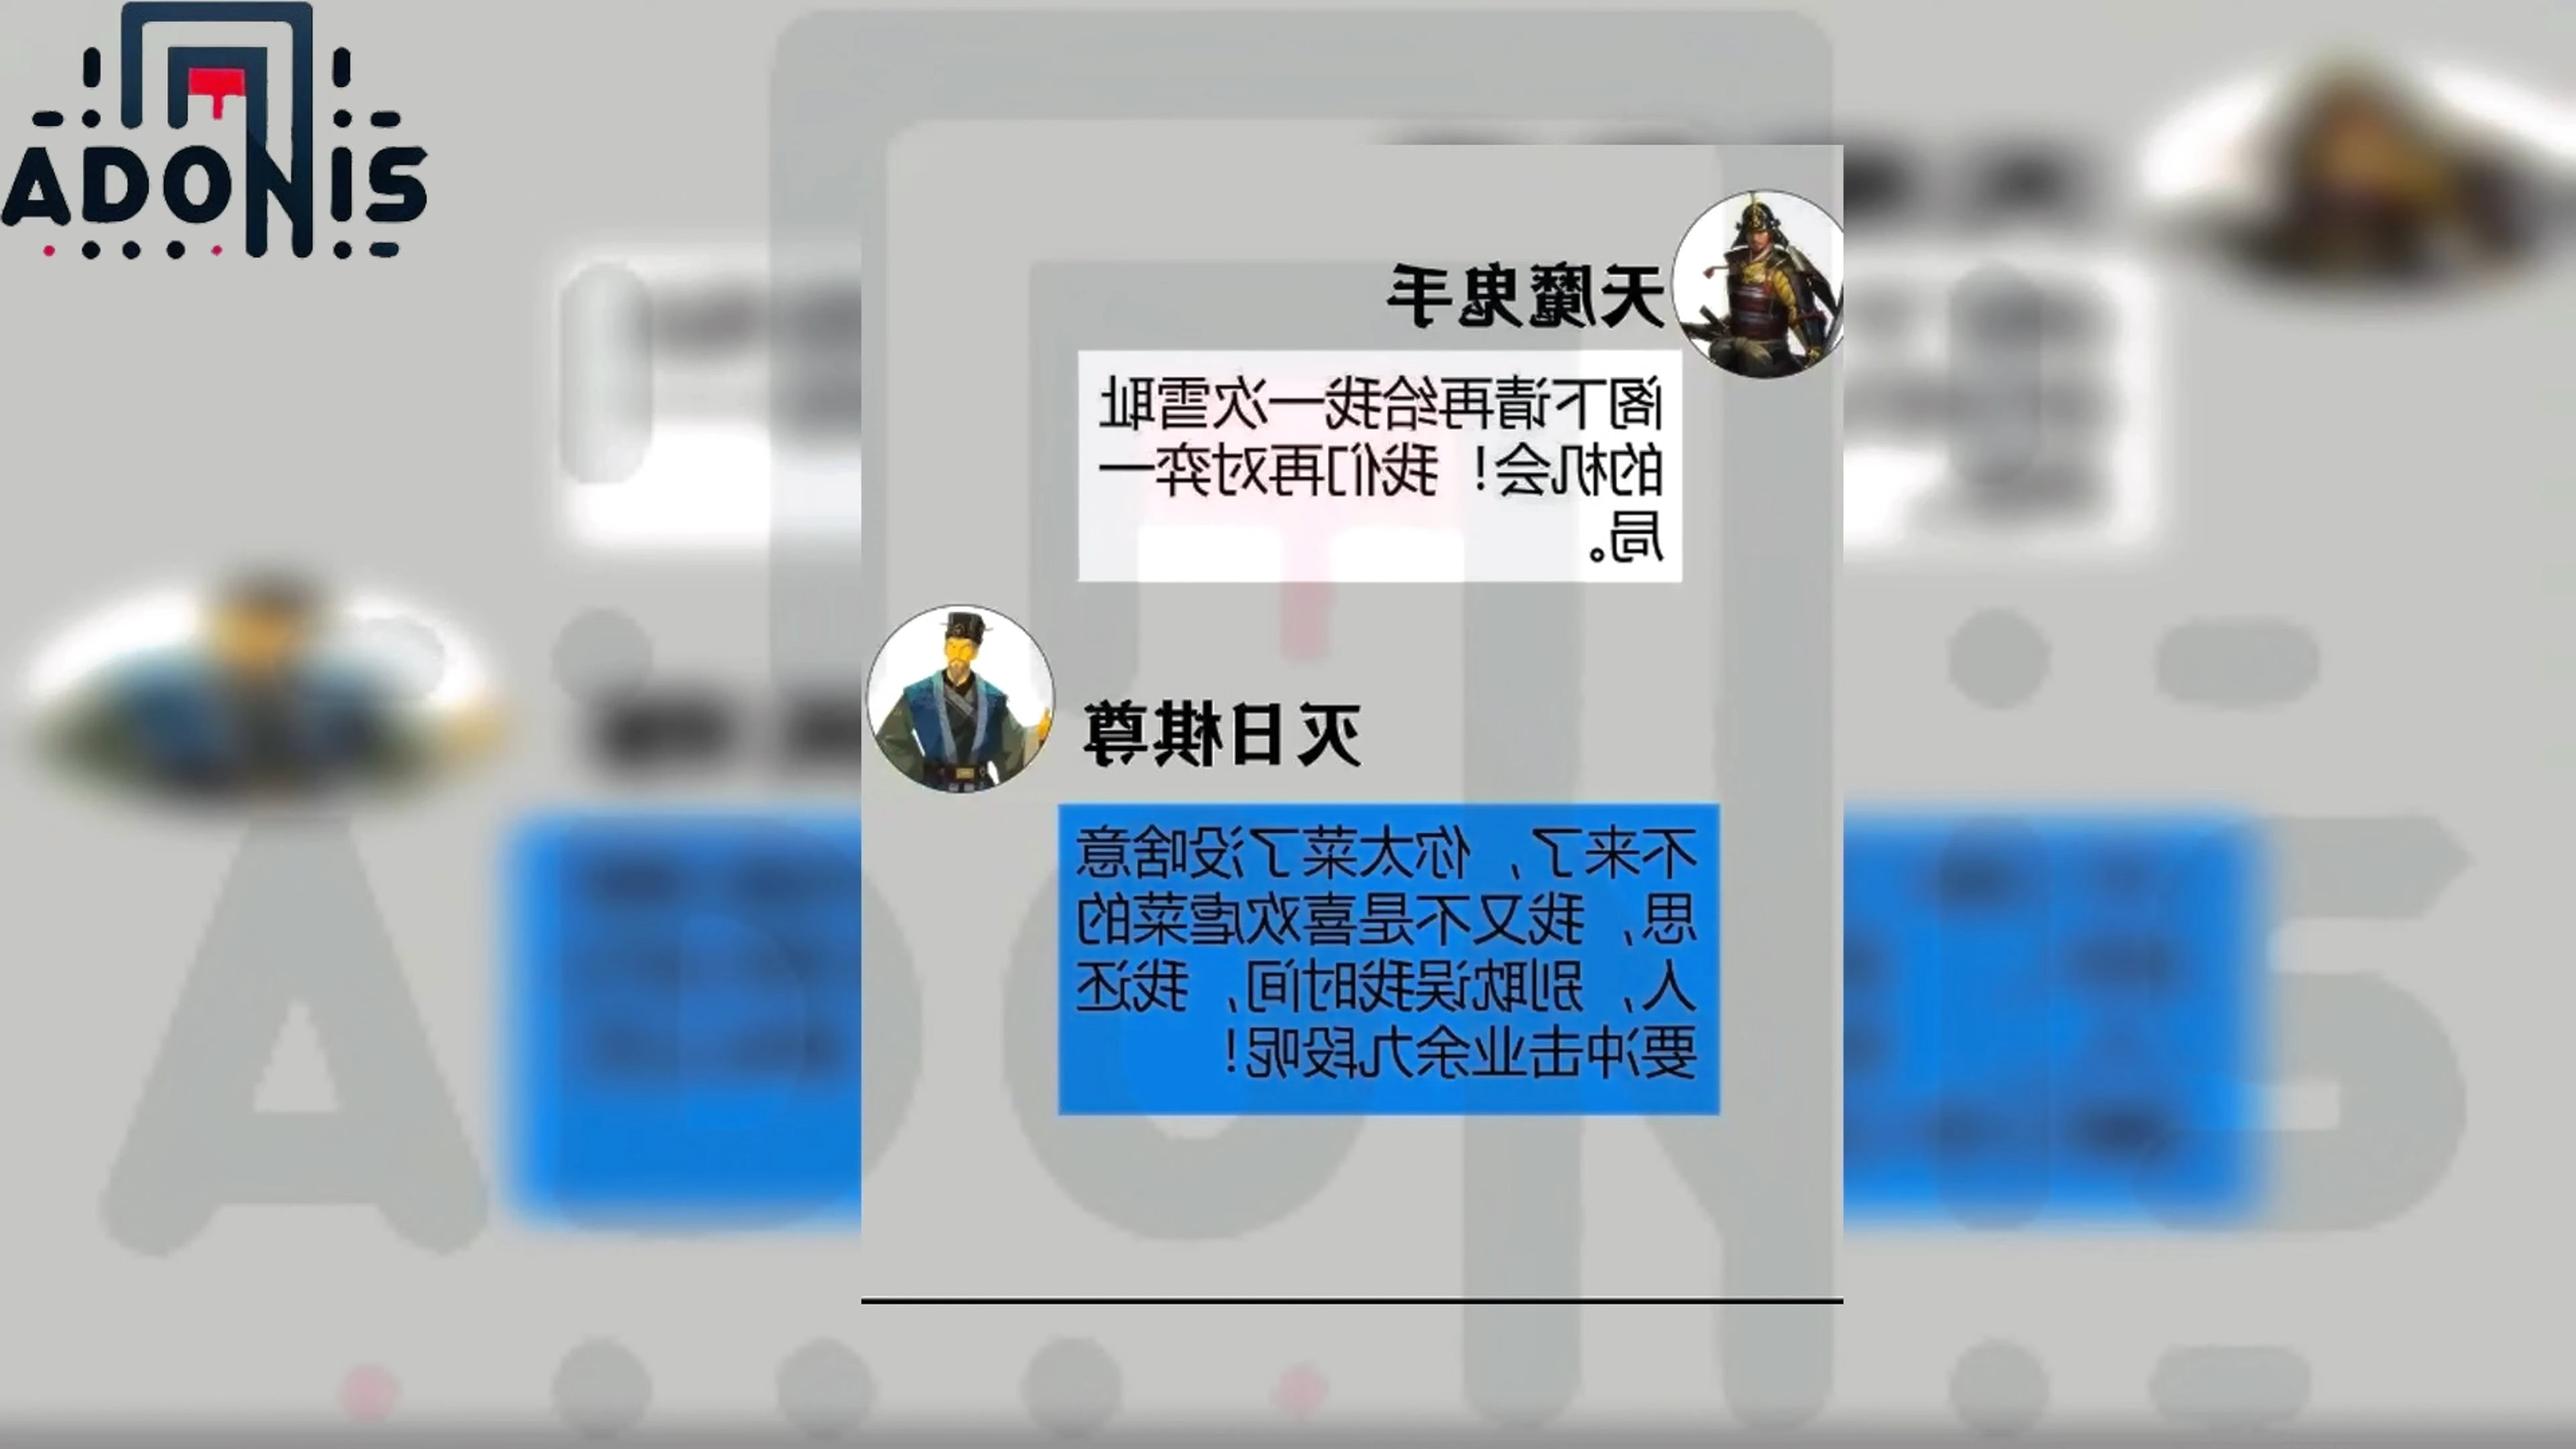 ADONIS
天魔鬼手
阁下请再给我一次雪耻
的机会！我们再对弈一
局。
灭日棋尊
不来了，你太菜了没啥意
思，我又不是喜欢虐菜的
人，别耽误我时间，我还
要冲击业余九段呢！